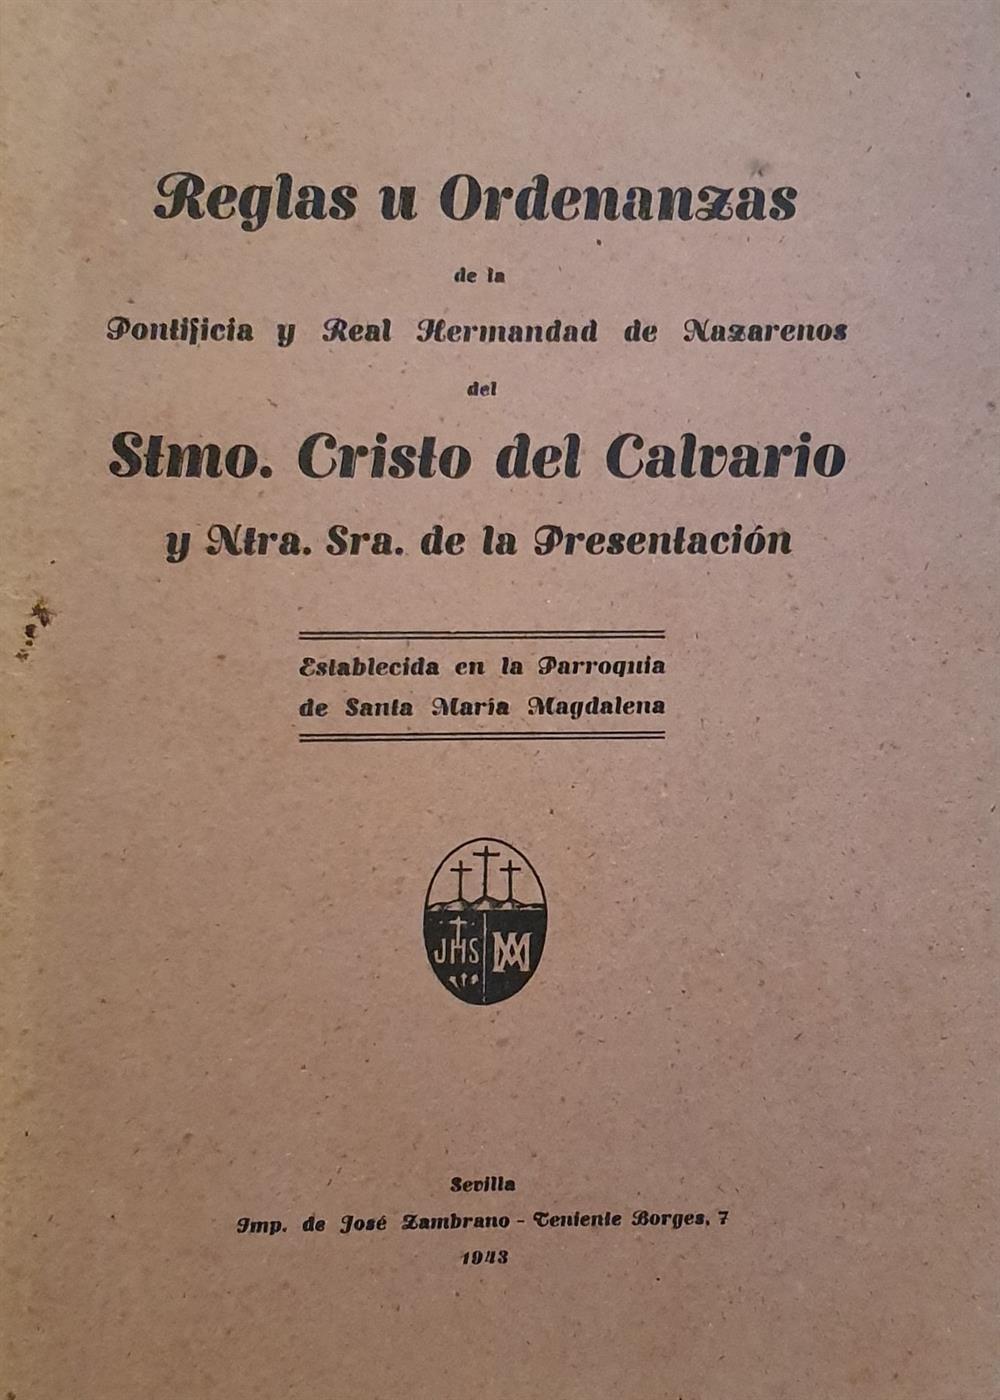 Reglas u Ordenanzas
de la
Pontificia y Real Hermandad de Nazarenos
del
Stmo. Cristo del Calvario
y Ntra. Sra. de la Presentación
Establecida en la Parroquia
de Santa María Magdalena
JHS
MA
Sevilla
Imp. de José Zambrano - Teniente Borges, 7
1943